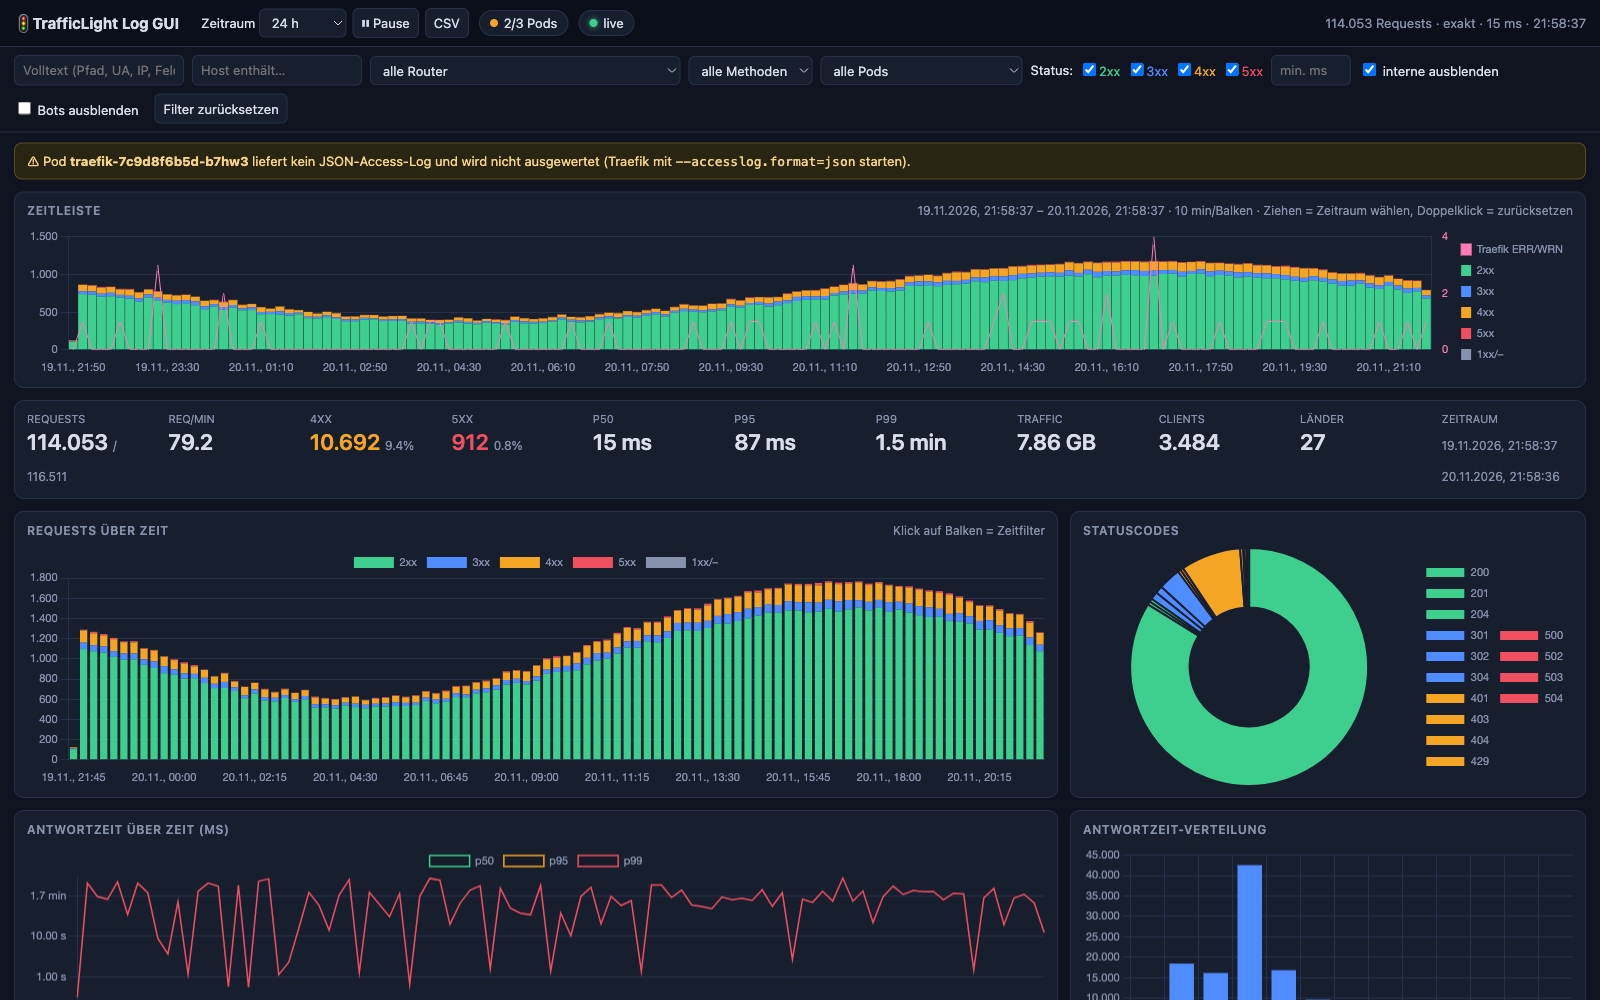 TrafficLight Log GUI Zeitraum 24 h Pause CSV 2/3 Pods live 114.053 Requests · exakt · 15 ms · 21:58:37
Volltext (Pfad, UA, IP, Fel Host enthält... alle Router alle Methoden alle Pods Status: 2xx 3xx 4xx 5xx min. ms interne ausblenden
Bots ausblenden Filter zurücksetzen
⚠ Pod traefik-7c9d8f6b5d-b7hw3 liefert kein JSON-Access-Log und wird nicht ausgewertet (Traefik mit --accesslog.format=json starten).
ZEITLEISTE 19.11.2026, 21:58:37 – 20.11.2026, 21:58:37 · 10 min/Balken · Ziehen = Zeitraum wählen, Doppelklick = zurücksetzen
1.500
1.000
500
0
4
2
0
Traefik ERR/WRN
2xx
3xx
4xx
5xx
1xx/–
19.11., 21:50 19.11., 23:30 20.11., 01:10 20.11., 02:50 20.11., 04:30 20.11., 06:10 20.11., 07:50 20.11., 09:30 20.11., 11:10 20.11., 12:50 20.11., 14:30 20.11., 16:10 20.11., 17:50 20.11., 19:30 20.11., 21:10
REQUESTS REQ/MIN 4XX 5XX P50 P95 P99 TRAFFIC CLIENTS LÄNDER ZEITRAUM
114.053 / 79.2 10.692 9.4% 912 0.8% 15 ms 87 ms 1.5 min 7.86 GB 3.484 27 19.11.2026, 21:58:37
116.511 20.11.2026, 21:58:36
REQUESTS ÜBER ZEIT Klick auf Balken = Zeitfilter
2xx 3xx 4xx 5xx 1xx/–
1.800
1.600
1.400
1.200
1.000
800
600
400
200
0
19.11., 21:45 20.11., 00:00 20.11., 02:15 20.11., 04:30 20.11., 06:45 20.11., 09:00 20.11., 11:15 20.11., 13:30 20.11., 15:45 20.11., 18:00 20.11., 20:15
STATUSCODES
200
201
204
301 500
302 502
304 503
401 504
403
404
429
ANTWORTZEIT ÜBER ZEIT (MS)
p50 p95 p99
1.7 min
10.00 s
1.00 s
ANTWORTZEIT-VERTEILUNG
45.000
40.000
35.000
30.000
25.000
20.000
15.000
10.000